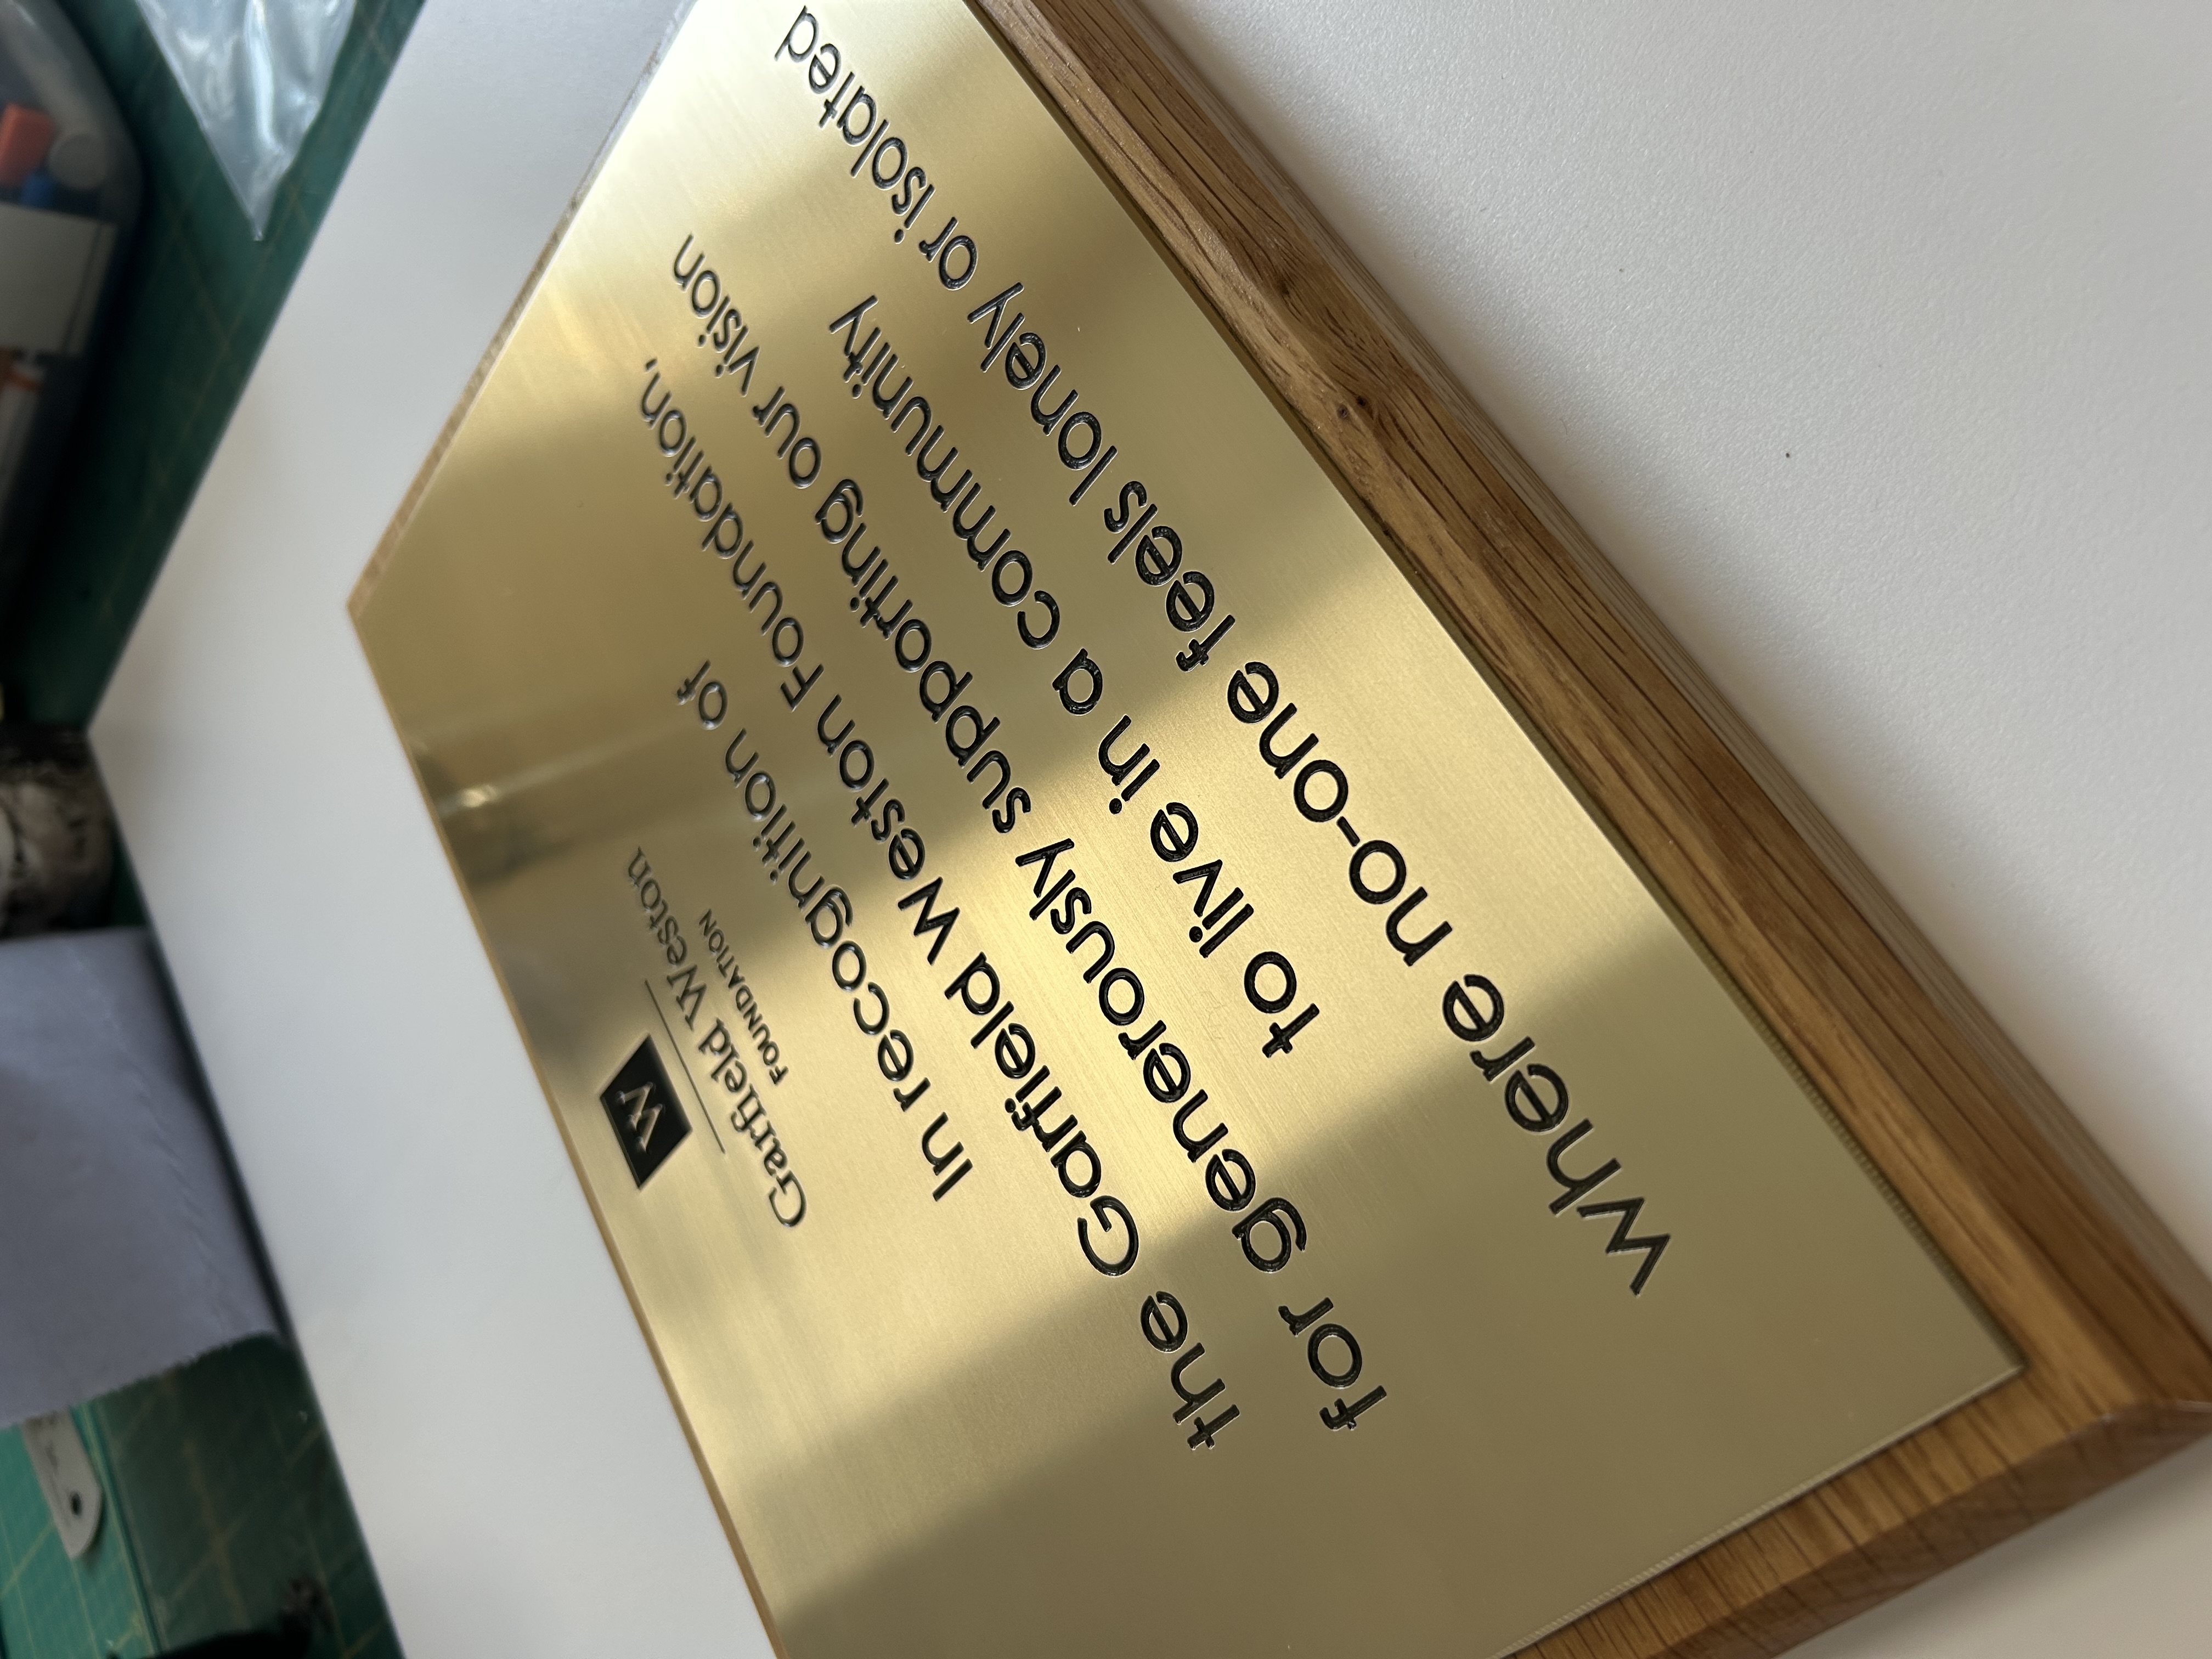 W
Garfield Weston
FOUNDATION
In recognition of
the Garfield Weston Foundation,
for generously supporting our vision
to live in a community
where no-one feels lonely or isolated